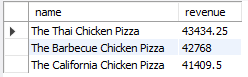 name revenue
The Thai Chicken Pizza 43434.25
The Barbecue Chicken Pizza 42768
The California Chicken Pizza 41409.5